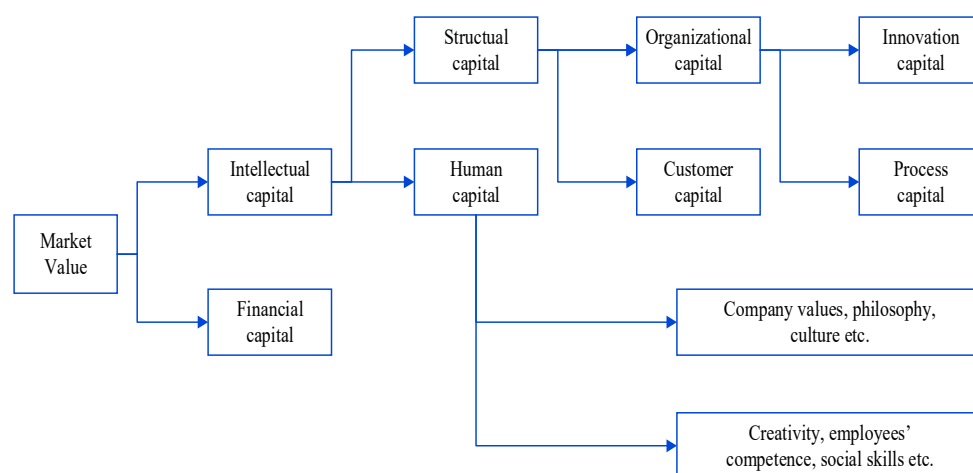 Structual
capital
Organizational
capital
Innovation
capital
Intellectual
capital
Human
capital
Customer
capital
Process
capital
Market
Value
Financial
capital
Company values, philosophy,
culture etc.
Creativity, employees’
competence, social skills etc.